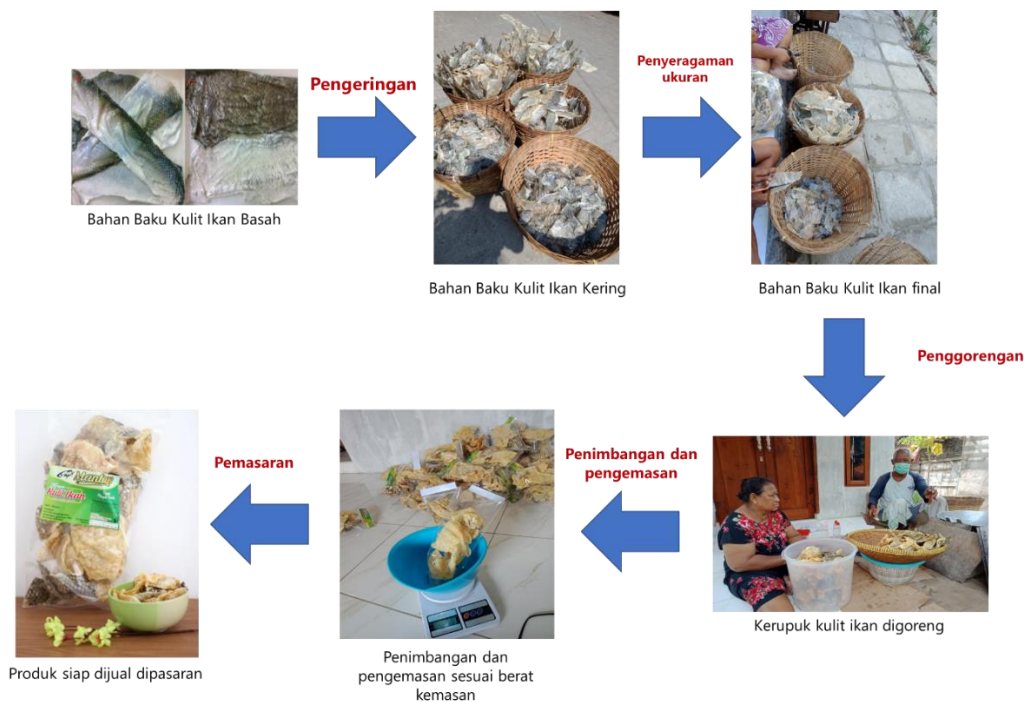 Pengeringan
Penyeragaman
ukuran
Bahan Baku Kulit Ikan Basah
Bahan Baku Kulit Ikan Kering
Bahan Baku Kulit Ikan final
Penggorengan
Penimbangan dan
pengemasan
Pemasaran
Kulit Ikan
Kerupuk kulit ikan digoreng
Penimbangan dan
pengemasan sesuai berat
kemasan
Produk siap dijual dipasaran